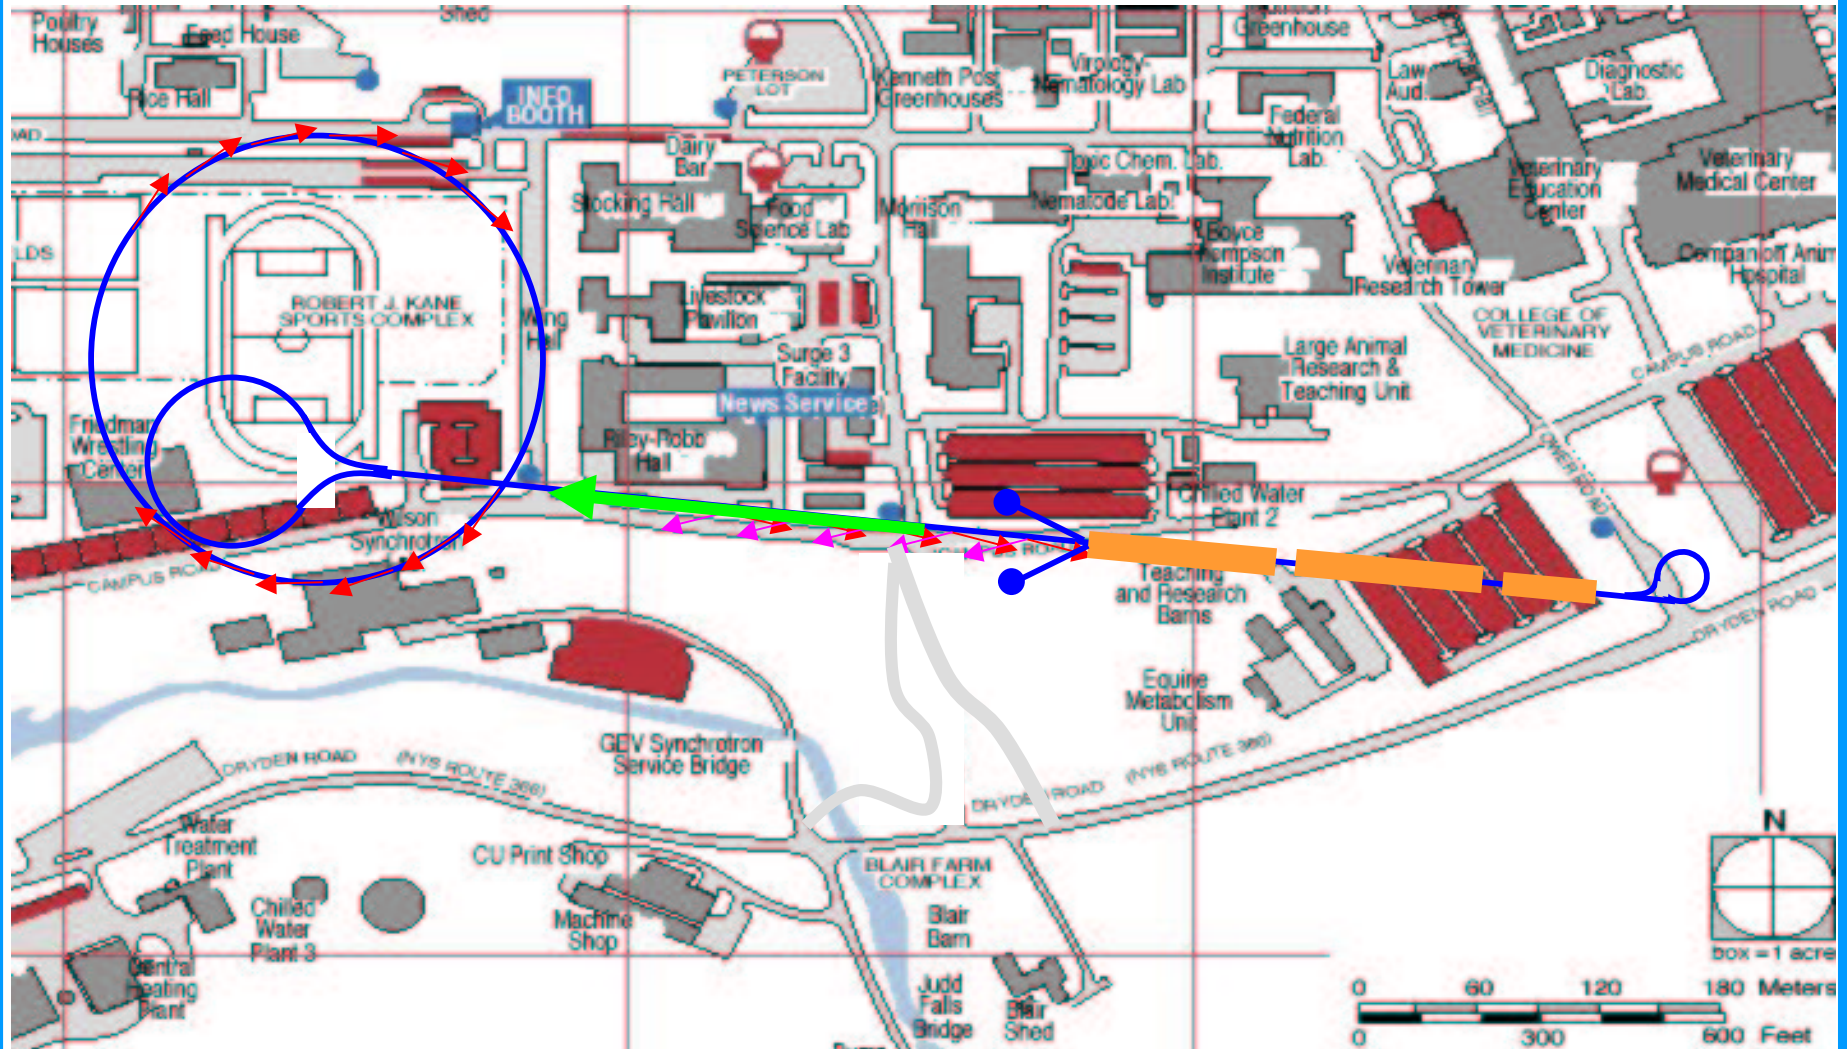 Shed
Poultry
Houses
Feed House
Rice Hall
INFO
BOOTH
PETERSON
LOT
Kenneth Post
Greenhouses
Virology-
Nematology Lab
Greenhouse
Law
Aud.
Diagnostic
Lab.
Federal
Nutrition
Lab.
OAD
Dairy
Bar
Toxic Chem. Lab.
Nematode Lab.
Veterinary
Education
Center
Veterinary
Medical Center
Stocking Hall
Food
Science Lab
Morrison
Hall
Boyce
Thompson
Institute
LDS
Veterinary
Research Tower
Companion Anim
Hospital
ROBERT J. KANE
SPORTS COMPLEX
Wing
Hall
Livestock
Pavilion
COLLEGE OF
VETERINARY
MEDICINE
CAMPUS ROAD
Surge 3
Facility
Large Animal
Research &
Teaching Unit
News Service
Friedman
Wrestling
Center
Riley-Robb
Hall
Chilled Water
Plant 2
Wilson
Synchrotron
CAMPUS ROAD
Teaching
and Research
Barns
DRYDEN ROAD
Equine
Metabolism
Unit
GEV Synchrotron
Service Bridge
DRYDEN ROAD
(NYS ROUTE 366)
DRYDEN ROAD
(NYS ROUTE 366)
Water
Treatment
Plant
CU Print Shop
BLAIR FARM
COMPLEX
N
Chilled
Water
Plant 3
Machine
Shop
Blair
Barn
box = 1 acre
Central
Heating
Plant
Judd
Falls
Bridge
Blair
Shed
0 60 120 180 Meters
0 300 600 Feet